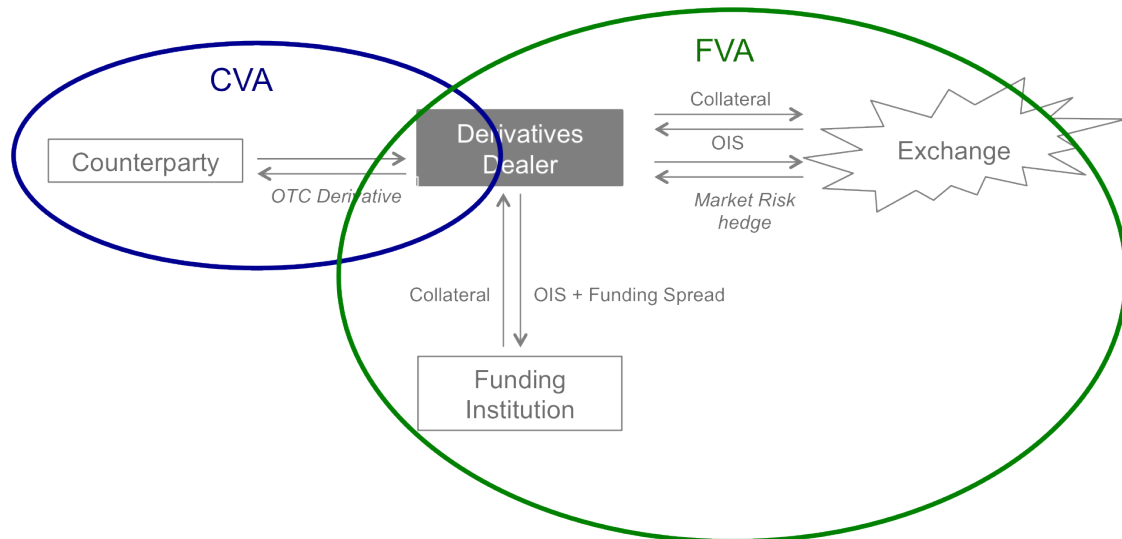 CVA
FVA
Counterparty
OTC Derivative
Derivatives
Dealer
Collateral
OIS
Market Risk
hedge
Exchange
Collateral
OIS + Funding Spread
Funding
Institution